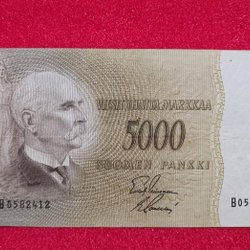 VIISITUHATTA MARKKAA
5000
SUOMEN PANKKI
B0582412
B05